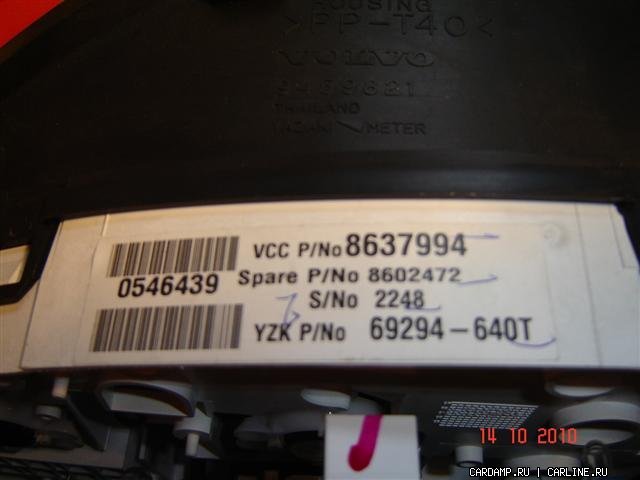 HOUSING
>PP-T40<
VOLVO
9459821
THAILAND
YAZAKI METER
VCC P/No 8637994
0546439 Spare P/No 8602472
S/No 2248
YZK P/No 69294-640T
14 10 2010
CARDAMP.RU | CARLINE.RU